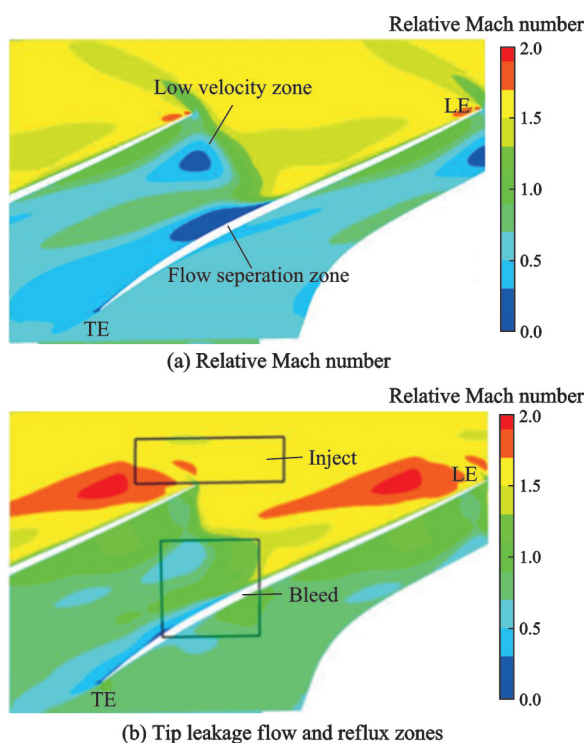 Relative Mach number
2.0
Low velocity zone
LE
1.5
1.0
0.5
Flow seperation zone
TE
0.0
(a) Relative Mach number
Relative Mach number
2.0
Inject
LE
1.5
1.0
Bleed
0.5
TE
0.0
(b) Tip leakage flow and reflux zones